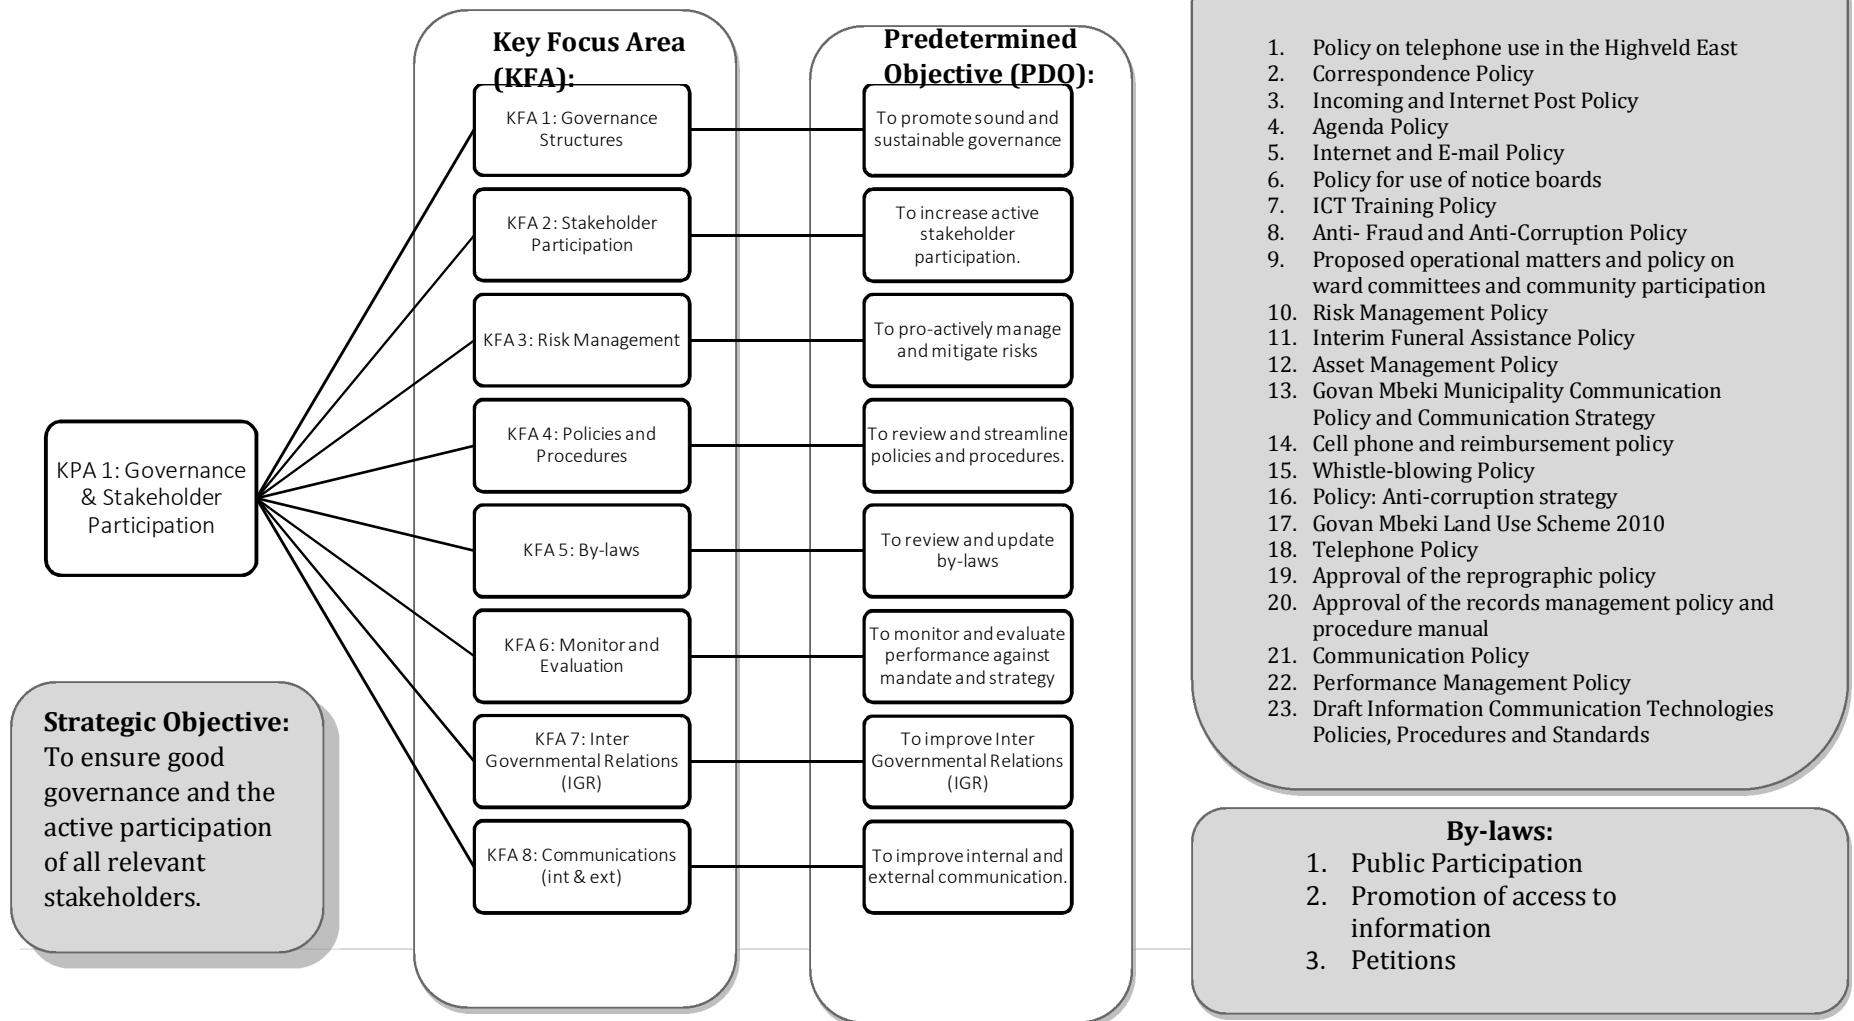 KPA 1: Governance
& Stakeholder
Participation
Strategic Objective:
To ensure good
governance and the
active participation
of all relevant
stakeholders.
Key Focus Area
(KFA):
KFA 1: Governance
Structures
KFA 2: Stakeholder
Participation
KFA 3: Risk Management
KFA 4: Policies and
Procedures
KFA 5: By-laws
KFA 6: Monitor and
Evaluation
KFA 7: Inter
Governmental Relations
(IGR)
KFA 8: Communications
(int & ext)
Predetermined
Objective (PDO):
To promote sound and
sustainable governance
To increase active
stakeholder
participation.
To pro-actively manage
and mitigate risks
To review and streamline
policies and procedures.
To review and update
by-laws
To monitor and evaluate
performance against
mandate and strategy
To improve Inter
Governmental Relations
(IGR)
To improve internal and
external communication.
1. Policy on telephone use in the Highveld East
2. Correspondence Policy
3. Incoming and Internet Post Policy
4. Agenda Policy
5. Internet and E-mail Policy
6. Policy for use of notice boards
7. ICT Training Policy
8. Anti- Fraud and Anti-Corruption Policy
9. Proposed operational matters and policy on
ward committees and community participation
10. Risk Management Policy
11. Interim Funeral Assistance Policy
12. Asset Management Policy
13. Govan Mbeki Municipality Communication
Policy and Communication Strategy
14. Cell phone and reimbursement policy
15. Whistle-blowing Policy
16. Policy: Anti-corruption strategy
17. Govan Mbeki Land Use Scheme 2010
18. Telephone Policy
19. Approval of the reprographic policy
20. Approval of the records management policy and
procedure manual
21. Communication Policy
22. Performance Management Policy
23. Draft Information Communication Technologies
Policies, Procedures and Standards
By-laws:
1. Public Participation
2. Promotion of access to
information
3. Petitions